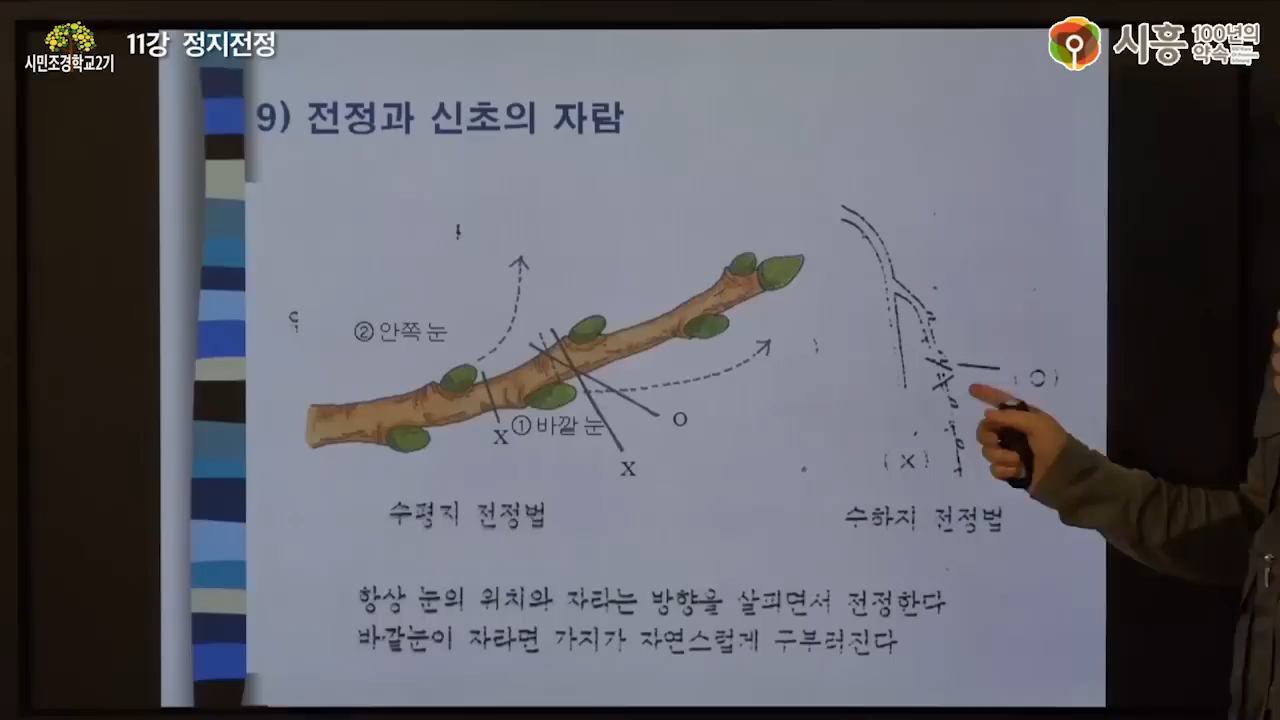 시민조경학교2기
11강 정지전정
시흥
100년의
약속
9) 전정과 신초의 자람
② 안쪽 눈
① 바깥 눈
X
O
X
(O)
(X)
수평지 전정법
수하지 전정법
항상 눈의 위치와 자라는 방향을 살피면서 전정한다
바깥눈이 자라면 가지가 자연스럽게 구부러진다